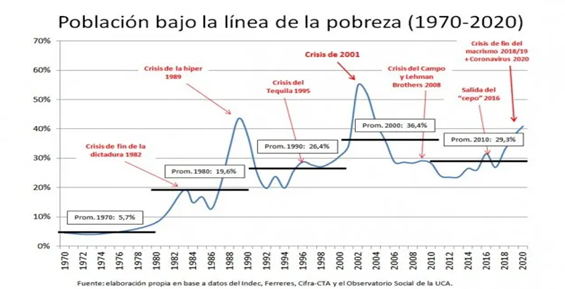 Población bajo la línea de la pobreza (1970-2020)
70%
60%
50%
40%
30%
20%
10%
0%
Crisis de fin de la
dictadura 1982
Crisis de la hiper
1989
Crisis del
Tequila 1995
Crisis de 2001
Crisis del Campo
y Lehman
Brothers 2008
Salida del
"cepo" 2016
Crisis de fin del
macrismo 2018/19
+ Coronavirus 2020
Prom. 1970: 5,7%
Prom. 1980: 19,6%
Prom. 1990: 26,4%
Prom. 2000: 36,4%
Prom. 2010: 29,3%
1970 1972 1974 1976 1978 1980 1982 1984 1986 1988 1990 1992 1994 1996 1998 2000 2002 2004 2006 2008 2010 2012 2014 2016 2018 2020
Fuente: elaboración propia en base a datos del Indec, Ferreres, Cifra-CTA y el Observatorio Social de la UCA.